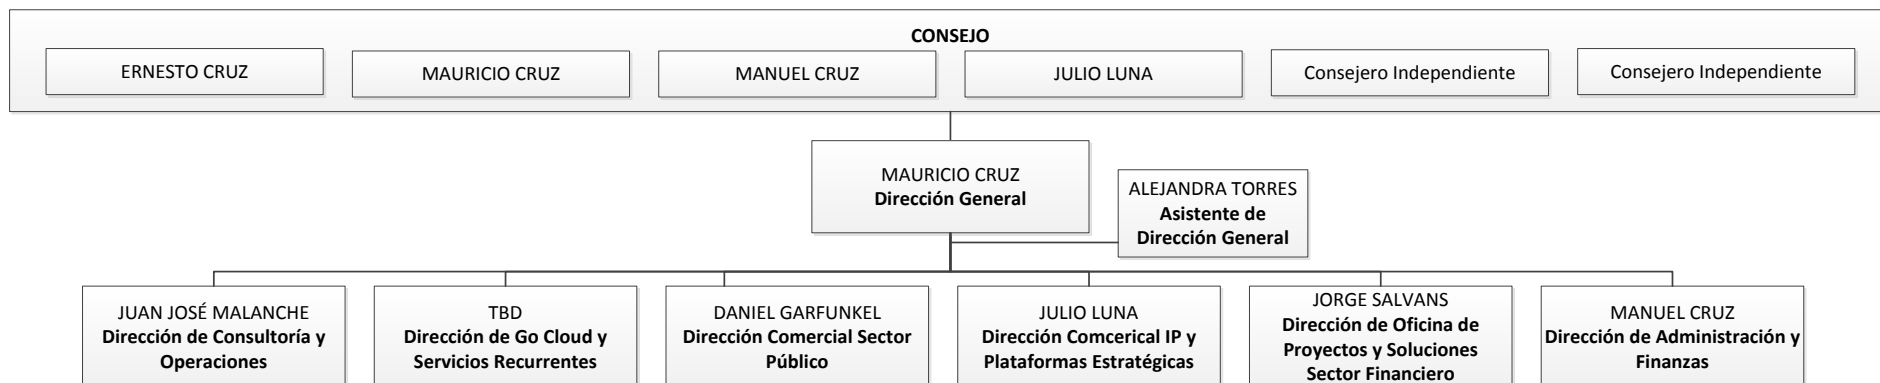 CONSEJO
ERNESTO CRUZ
MAURICIO CRUZ
MANUEL CRUZ
JULIO LUNA
Consejero Independiente
Consejero Independiente
MAURICIO CRUZ
Dirección General
ALEJANDRA TORRES
Asistente de
Dirección General
JUAN JOSÉ MALANCHE
Dirección de Consultoría y
Operaciones
TBD
Dirección de Go Cloud y
Servicios Recurrentes
DANIEL GARFUNKEL
Dirección Comercial Sector
Público
JULIO LUNA
Dirección Comcerical IP y
Plataformas Estratégicas
JORGE SALVANS
Dirección de Oficina de
Proyectos y Soluciones
Sector Financiero
MANUEL CRUZ
Dirección de Administración y
Finanzas